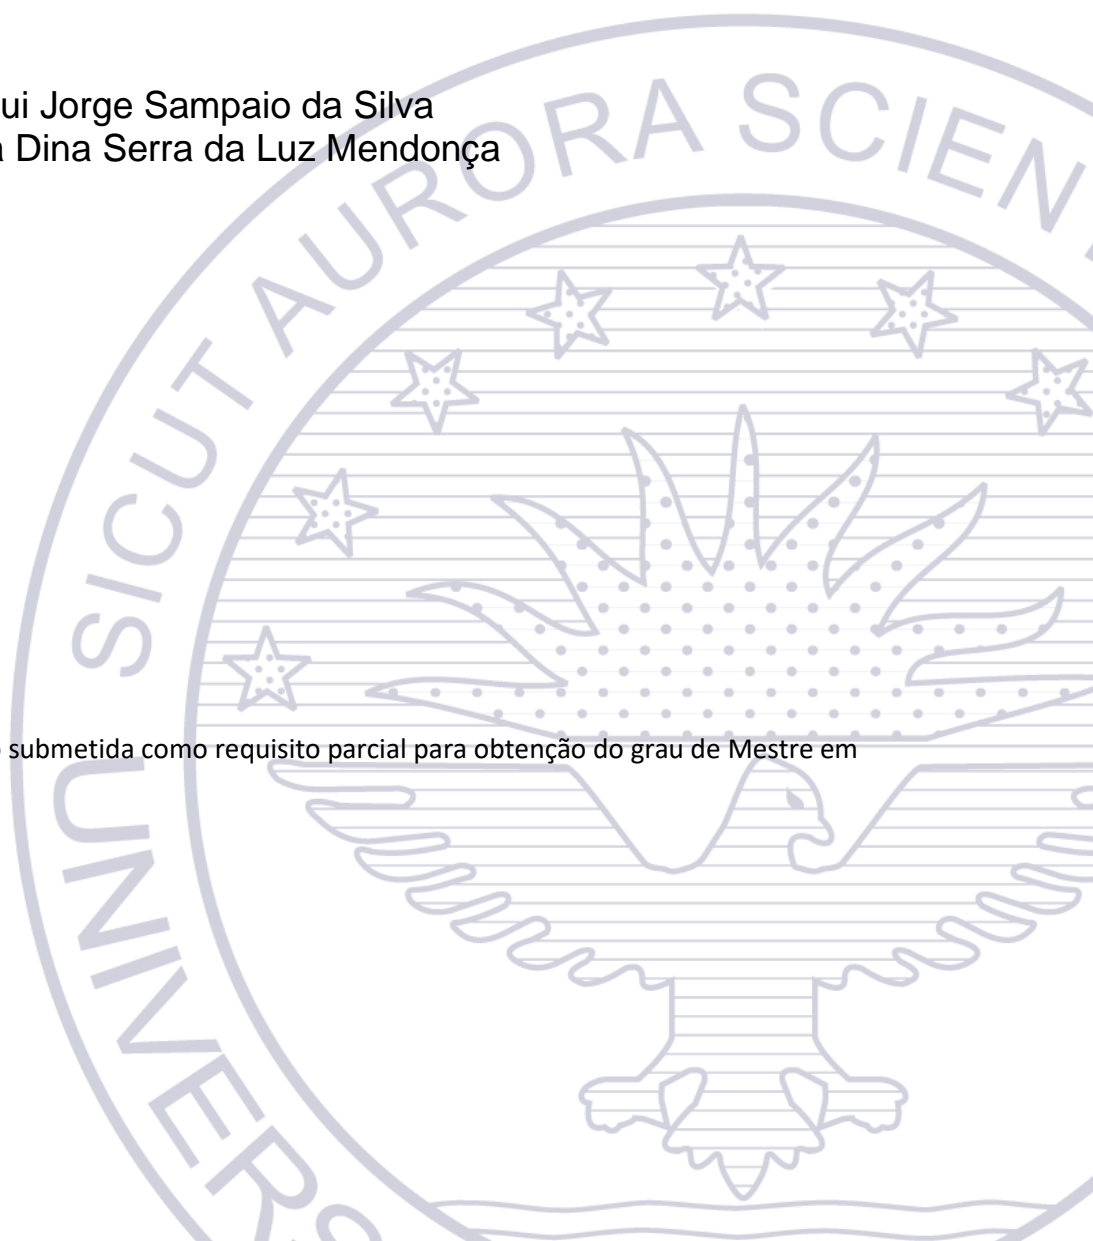 ui Jorge Sampaio da Silva
a Dina Serra da Luz Mendonça
SICUT AURORA SCIEN
submetida como requisito parcial para obtenção do grau de Mestre em
UNIVERS